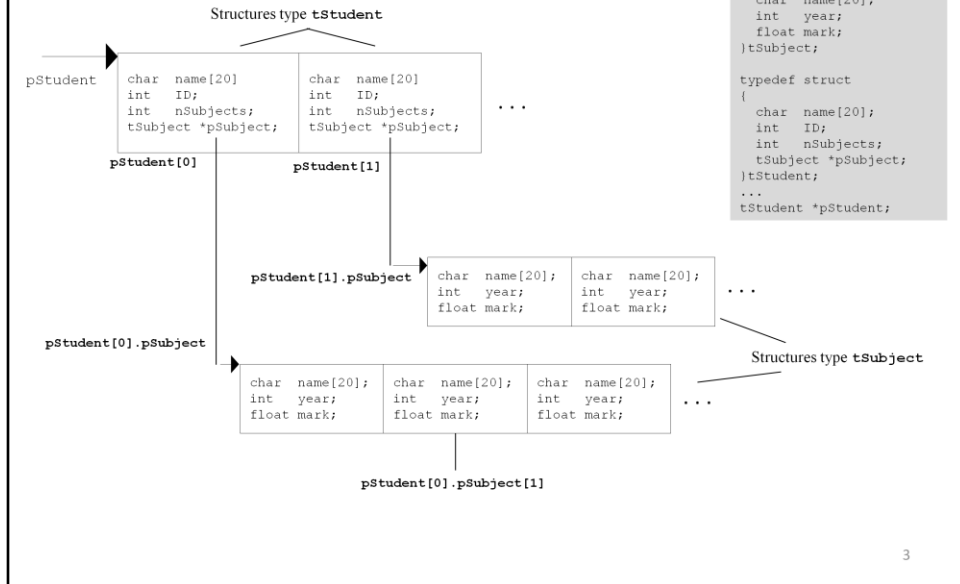 Structures type tStudent
pStudent
char name[20]
int ID;
int nSubjects;
tSubject *pSubject;
char name[20]
int ID;
int nSubjects;
tSubject *pSubject;
...
pStudent[0]
pStudent[1]
char name[20];
int year;
float mark;
}tSubject;
typedef struct
{
char name[20];
int ID;
int nSubjects;
tSubject *pSubject;
}tStudent;
...
tStudent *pStudent;
pStudent[1].pSubject
char name[20];
int year;
float mark;
char name[20];
int year;
float mark;
...
pStudent[0].pSubject
Structures type tSubject
char name[20];
int year;
float mark;
char name[20];
int year;
float mark;
char name[20];
int year;
float mark;
...
pStudent[0].pSubject[1]
3